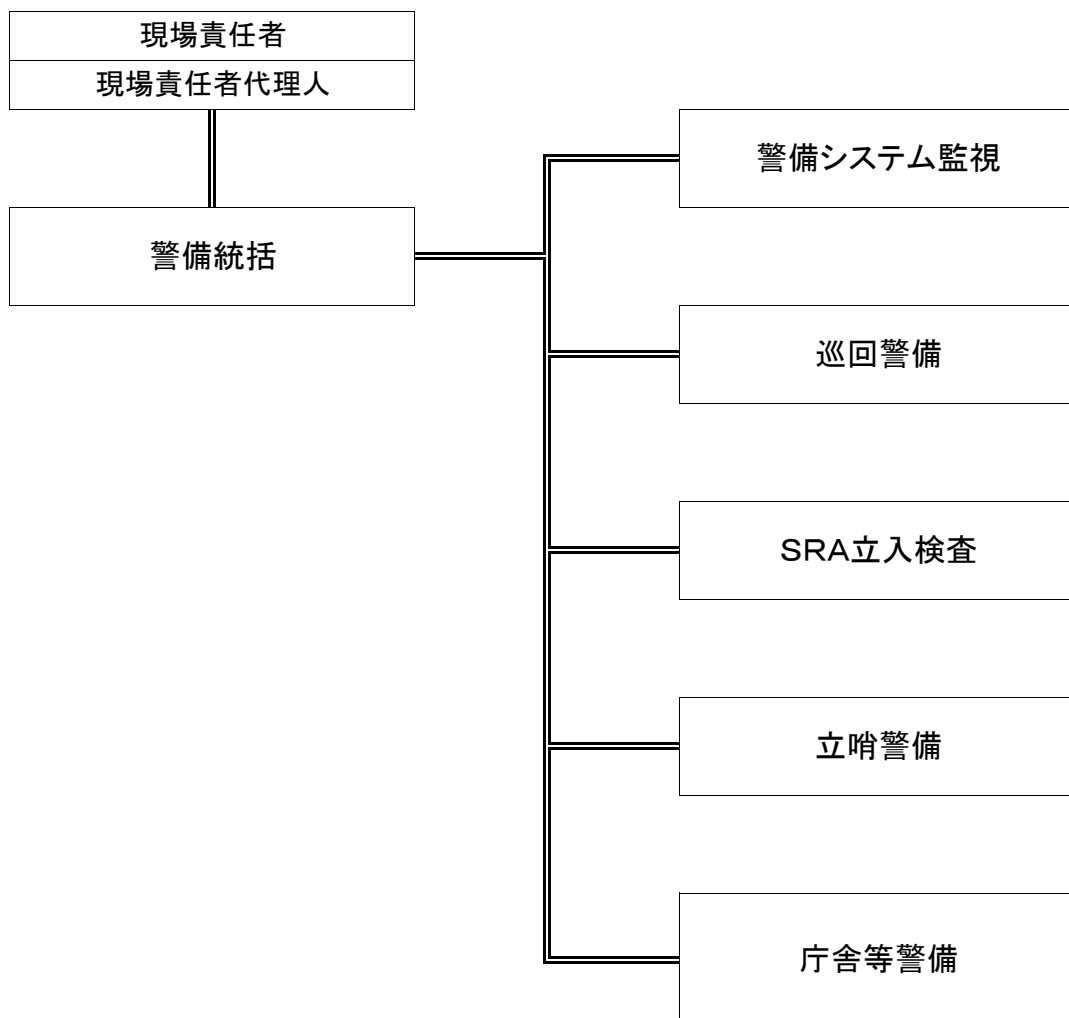 現場責任者
現場責任者代理人
警備統括
警備システム監視
巡回警備
SRA立入検査
立哨警備
庁舎等警備